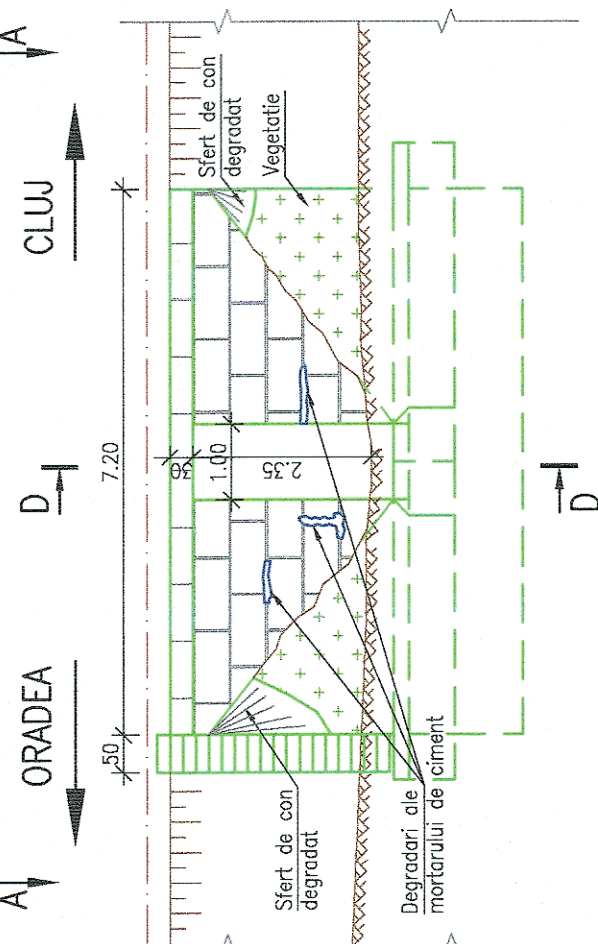 A
A
ORADEA
CLUJ
D
7.20
50
30
1.00
2.35
Sfert de con
degradat
Vegetatie
Sfert de con
degradat
Degradari ale
mortarului de ciment
D